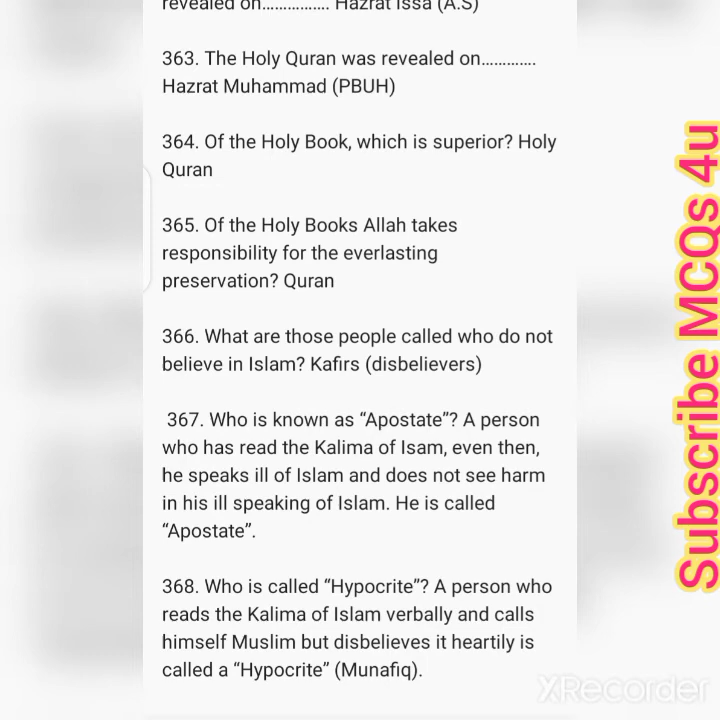 revealed on................ Hazrat Issa (A.S)
363. The Holy Quran was revealed on.............
Hazrat Muhammad (PBUH)
364. Of the Holy Book, which is superior? Holy
Quran
365. Of the Holy Books Allah takes
responsibility for the everlasting
preservation? Quran
366. What are those people called who do not
believe in Islam? Kafirs (disbelievers)
367. Who is known as “Apostate”? A person
who has read the Kalima of Isam, even then,
he speaks ill of Islam and does not see harm
in his ill speaking of Islam. He is called
“Apostate”.
368. Who is called “Hypocrite”? A person who
reads the Kalima of Islam verbally and calls
himself Muslim but disbelieves it heartily is
called a “Hypocrite” (Munafiq).
Subscribe MCQs 4u
XRecorder